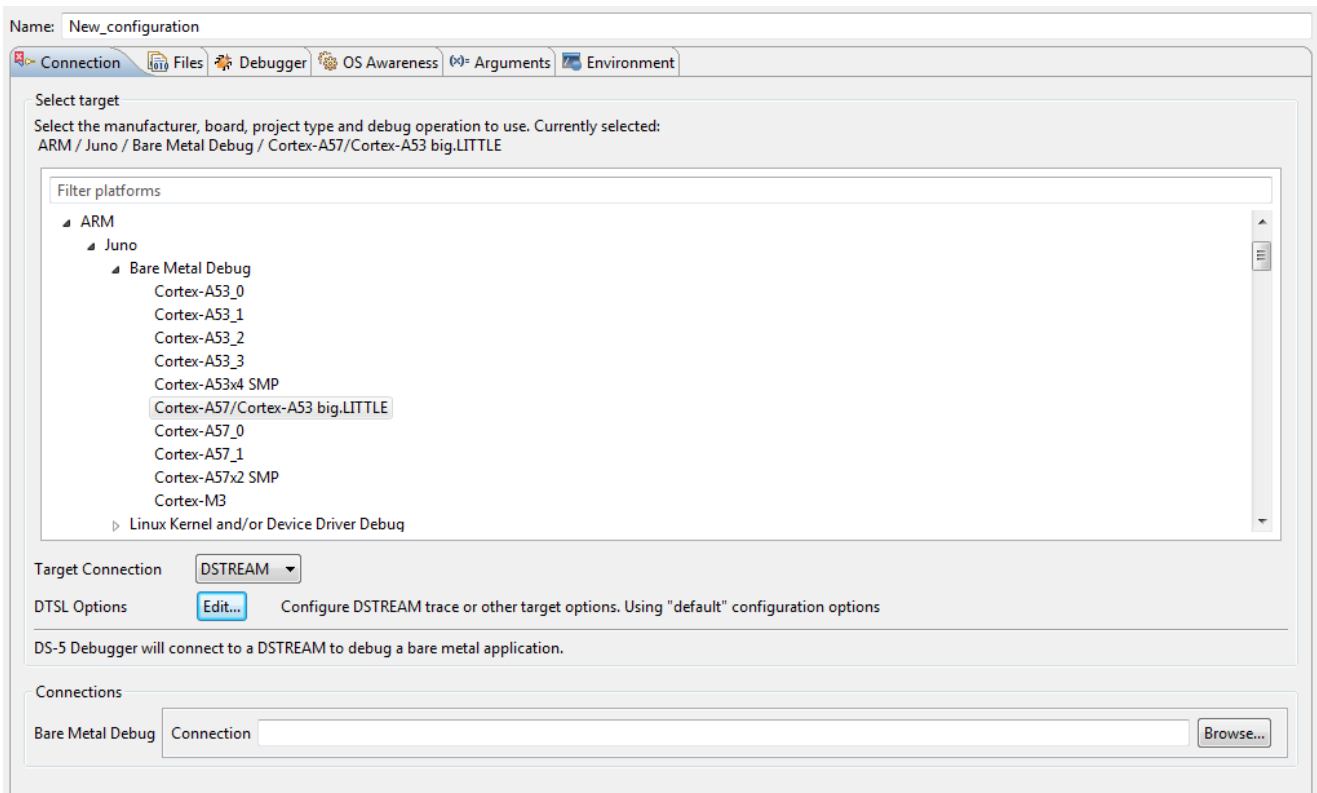 Name: New_configuration
Connection Files Debugger OS Awareness (x)= Arguments Environment
Select target
Select the manufacturer, board, project type and debug operation to use. Currently selected:
ARM / Juno / Bare Metal Debug / Cortex-A57/Cortex-A53 big.LITTLE
Filter platforms
ARM
Juno
Bare Metal Debug
Cortex-A53_0
Cortex-A53_1
Cortex-A53_2
Cortex-A53_3
Cortex-A53x4 SMP
Cortex-A57/Cortex-A53 big.LITTLE
Cortex-A57_0
Cortex-A57_1
Cortex-A57x2 SMP
Cortex-M3
Linux Kernel and/or Device Driver Debug
Target Connection DSTREAM
DTSL Options Edit... Configure DSTREAM trace or other target options. Using "default" configuration options
DS-5 Debugger will connect to a DSTREAM to debug a bare metal application.
Connections
Bare Metal Debug Connection Browse...